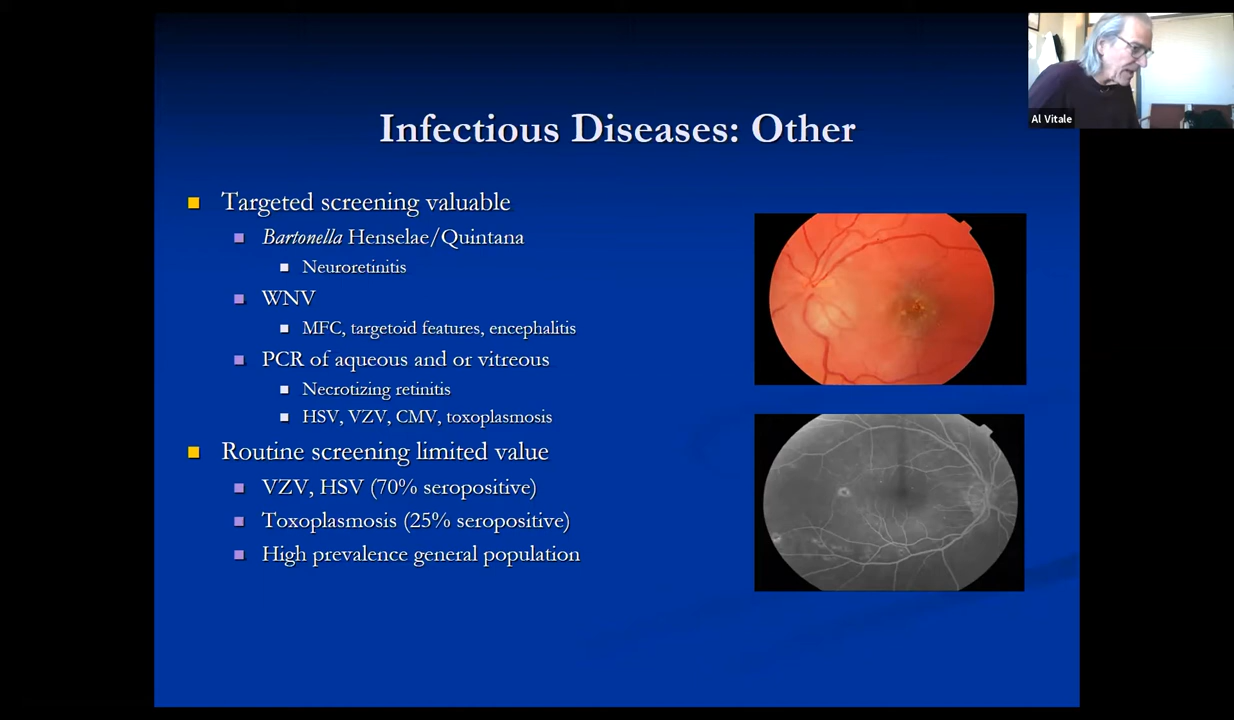 Infectious Diseases: Other
Targeted screening valuable
Bartonella Henselae/Quintana
Neuroretinitis
WNV
MFC, targetoid features, encephalitis
PCR of aqueous and or vitreous
Necrotizing retinitis
HSV, VZV, CMV, toxoplasmosis
Routine screening limited value
VZV, HSV (70% seropositive)
Toxoplasmosis (25% seropositive)
High prevalence general population
Al Vitale